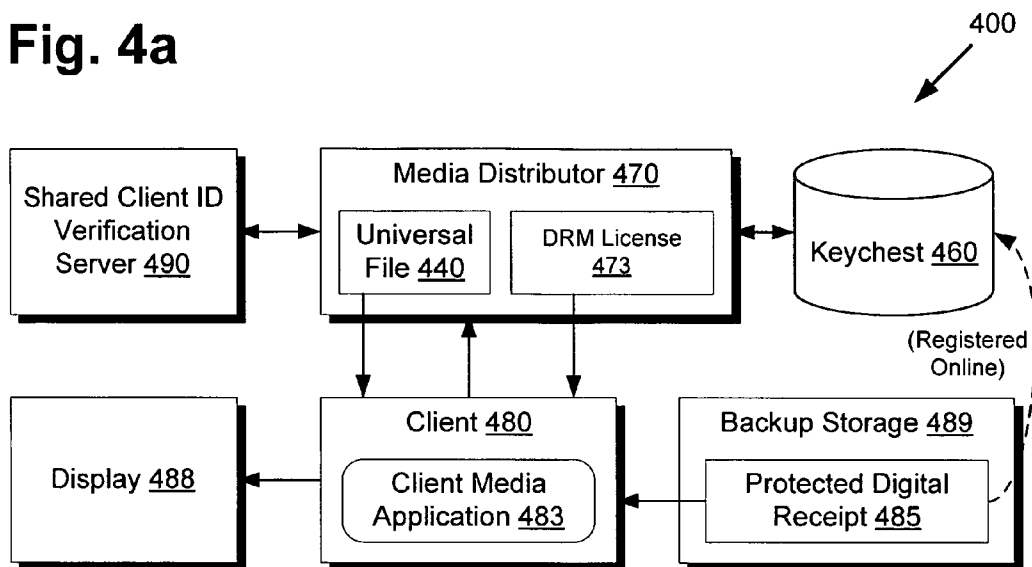 Fig. 4a
400
Shared Client ID
Verification
Server 490
Media Distributor 470
Universal
File 440
DRM License
473
Keychest 460
(Registered
Online)
Display 488
Client 480
Client Media
Application 483
Backup Storage 489
Protected Digital
Receipt 485